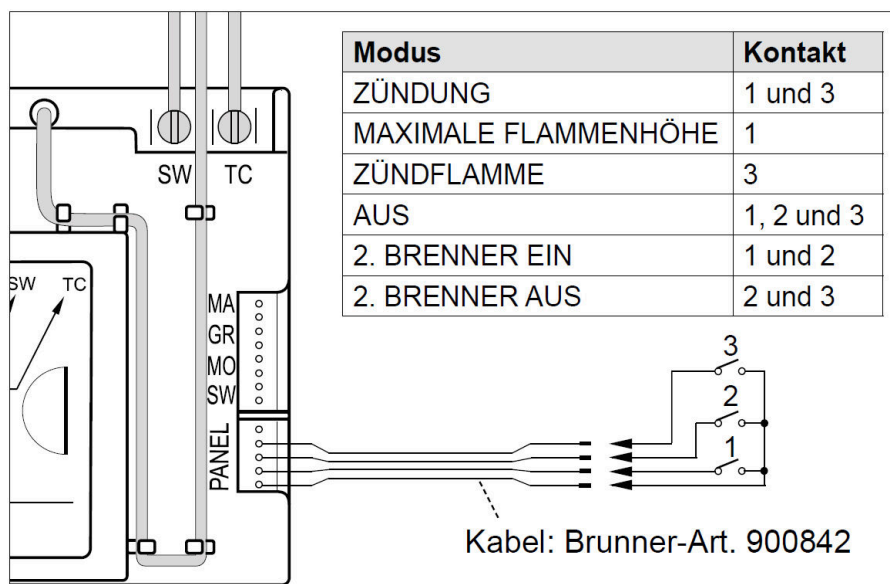 Modus Kontakt
ZÜNDUNG 1 und 3
MAXIMALE FLAMMENHÖHE 1
ZÜNDFLAMME 3
AUS 1, 2 und 3
2. BRENNER EIN 1 und 2
2. BRENNER AUS 2 und 3
SW TC
SW TC
MA
GR
MO
SW
PANEL
3
2
1
Kabel: Brunner-Art. 900842